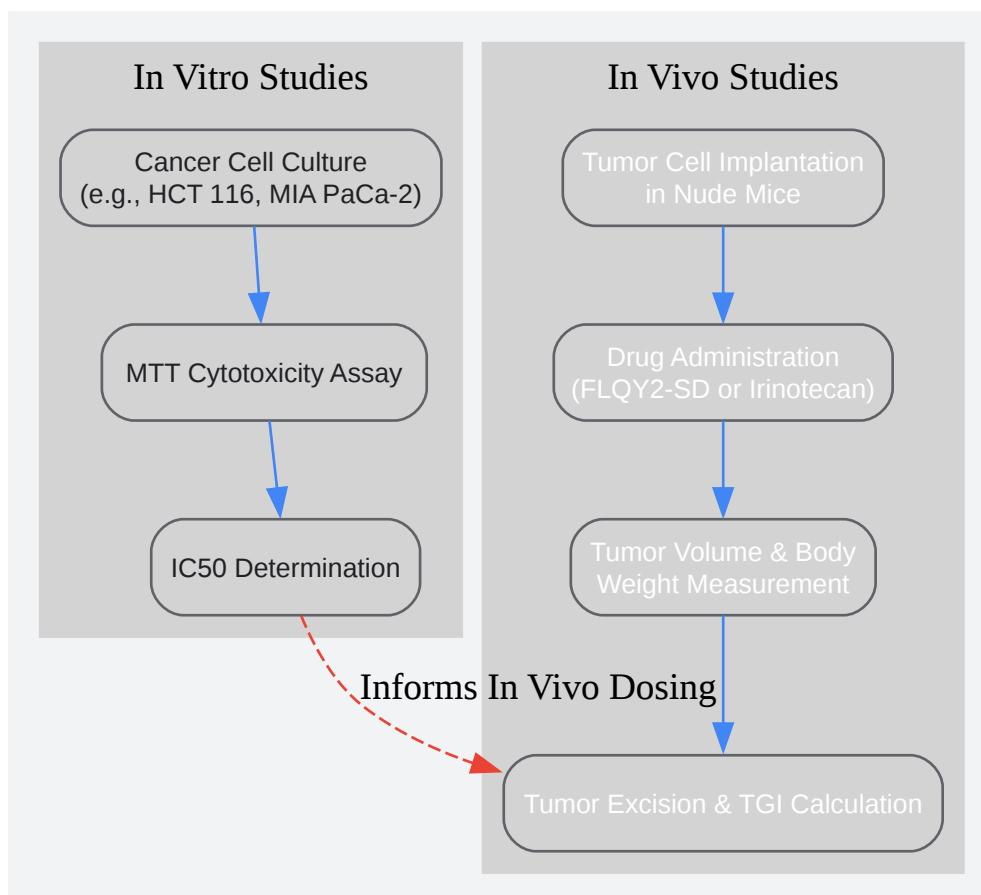 In Vitro Studies
Cancer Cell Culture
(e.g., HCT 116, MIA PaCa-2)
MTT Cytotoxicity Assay
IC50 Determination
In Vivo Studies
Tumor Cell Implantation
in Nude Mice
Drug Administration
(FLQY2-SD or Irinotecan)
Tumor Volume & Body
Weight Measurement
Informs In Vivo Dosing
Tumor Excision & TGI Calculation